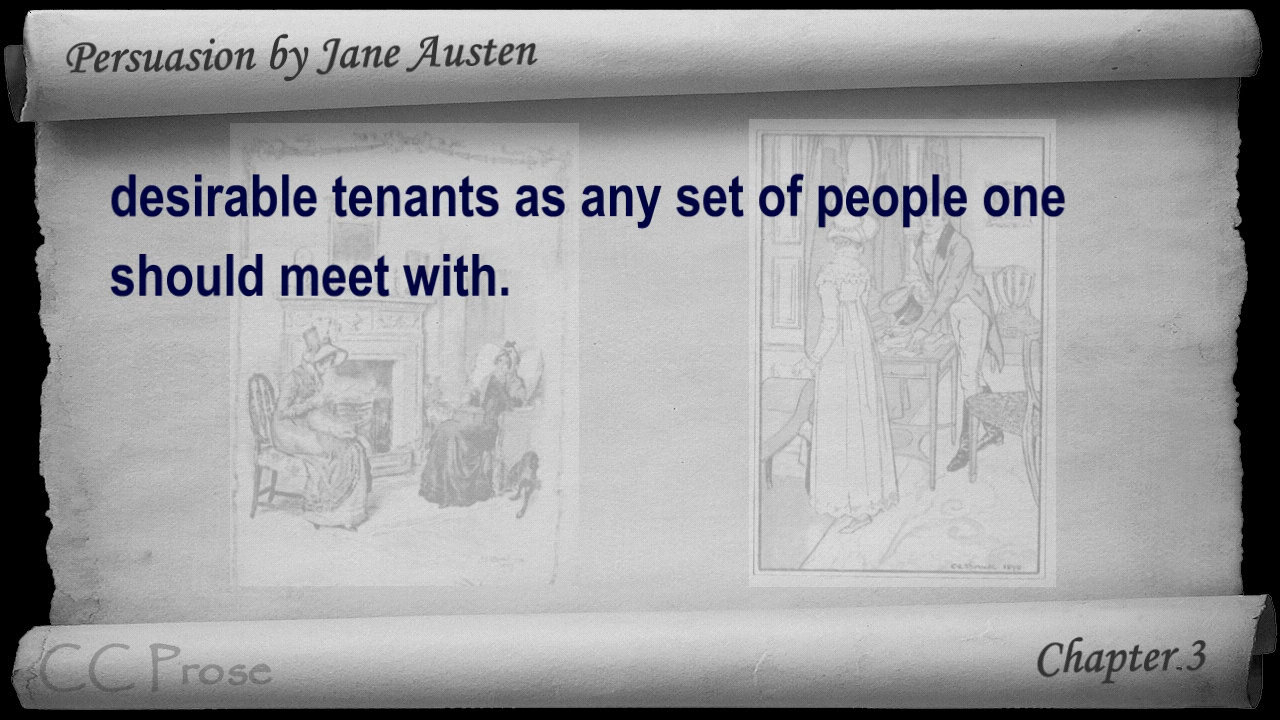 Persuasion by Jane Austen
desirable tenants as any set of people one
should meet with.
CC Prose
Chapter.3